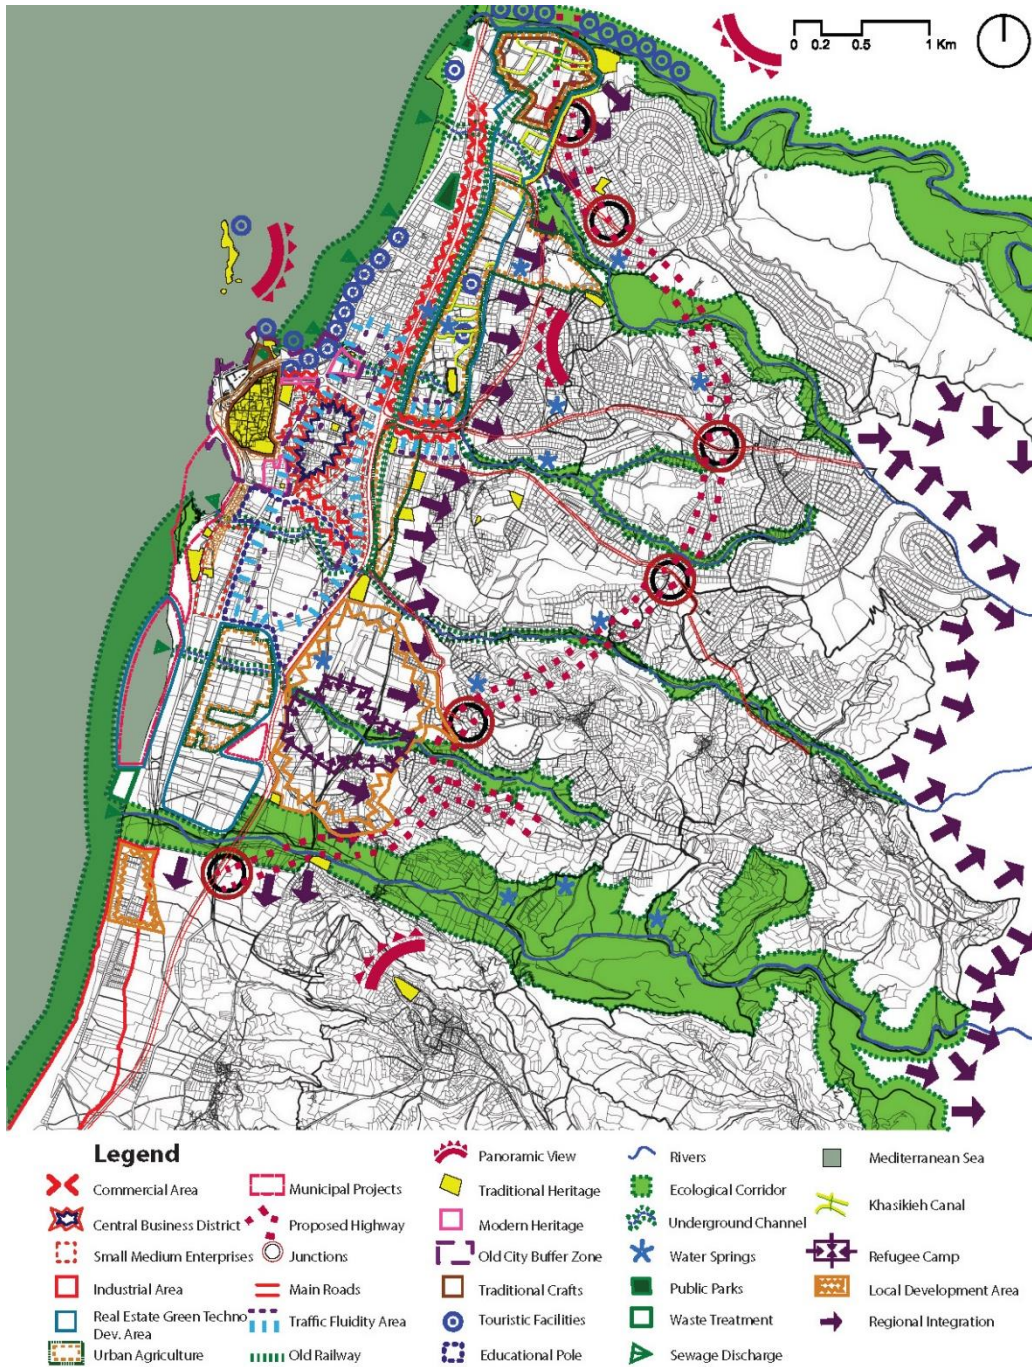 0 0.2 0.5 1 Km
Legend
Commercial Area
Central Business District
Small Medium Enterprises
Industrial Area
Real Estate Green Techno
Dev. Area
Urban Agriculture
Municipal Projects
Proposed Highway
Junctions
Main Roads
Traffic Fluidity Area
Old Railway
Panoramic View
Traditional Heritage
Modern Heritage
Old City Buffer Zone
Traditional Crafts
Touristic Facilities
Educational Pole
Rivers
Ecological Corridor
Underground Channel
Water Springs
Public Parks
Waste Treatment
Sewage Discharge
Mediterranean Sea
Khasikieh Canal
Refugee Camp
Local Development Area
Regional Integration